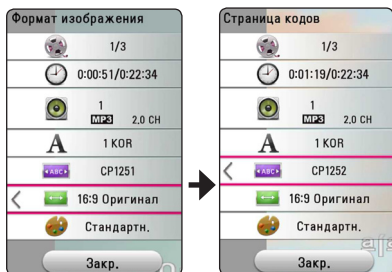 Формат изображения
1/3
0:00:51/0:22:34
1
MP3 2,0 CH
A 1 KOR
ABC CP1251
16:9 Оригинал
Стандартн.
Закр.
Страница кодов
1/3
0:01:19/0:22:34
1
MP3 2,0 CH
A 1 KOR
ABC CP1252
16:9 Оригинал
Стандартн.
Закр.